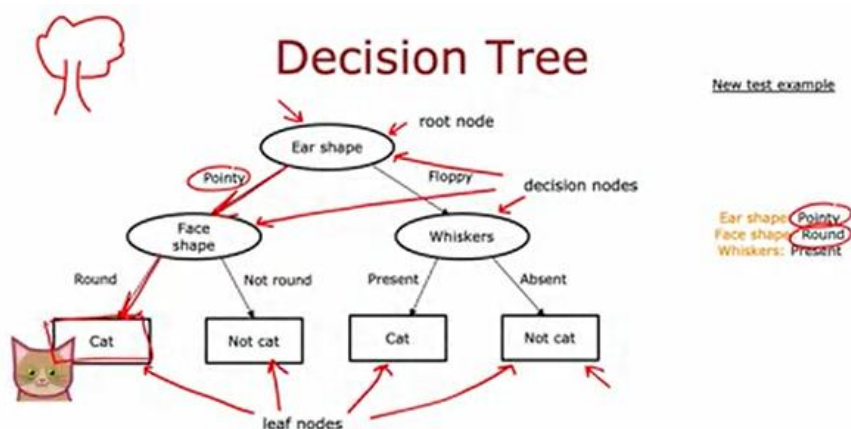 Decision Tree
New test example
root node
Ear shape
Pointy
Floppy
decision nodes
Ear shape: Pointy
Face shape: Round
Whiskers: Present
Face
shape
Whiskers
Round
Not round
Present
Absent
Cat
Not cat
Cat
Not cat
leaf nodes